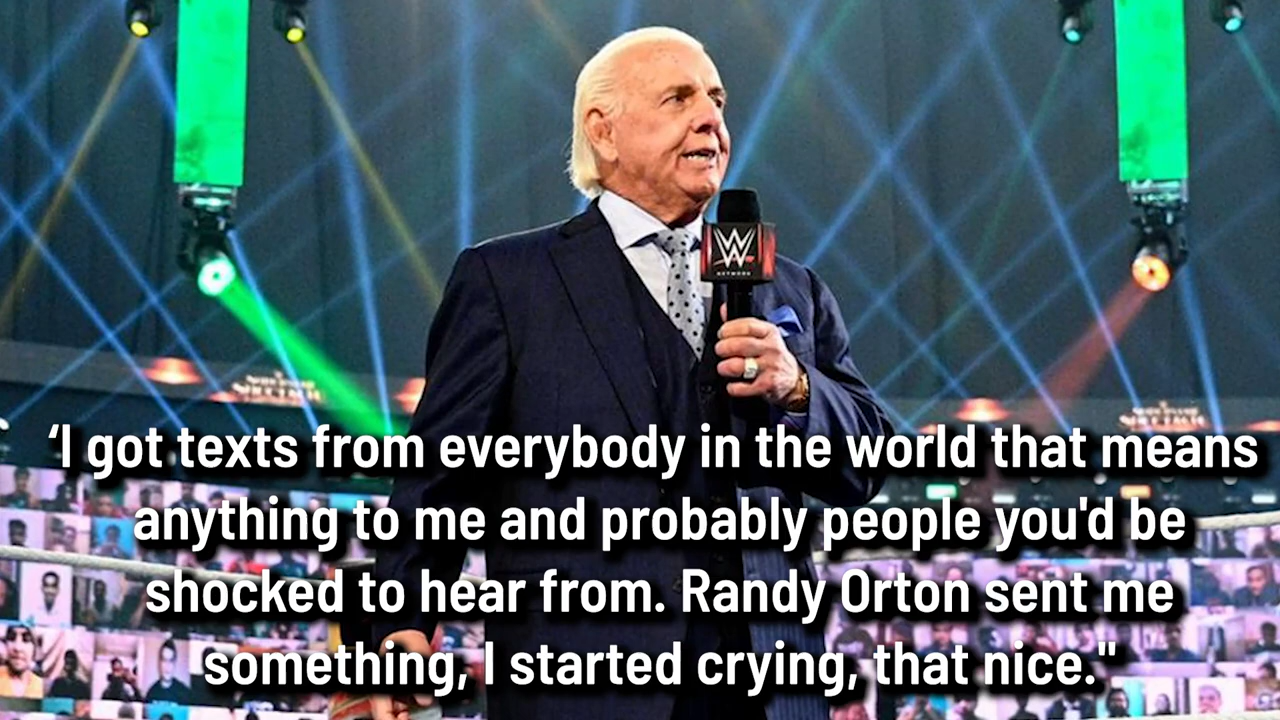 W
NETWORK
‘I got texts from everybody in the world that means
anything to me and probably people you'd be
shocked to hear from. Randy Orton sent me
something, I started crying, that nice."